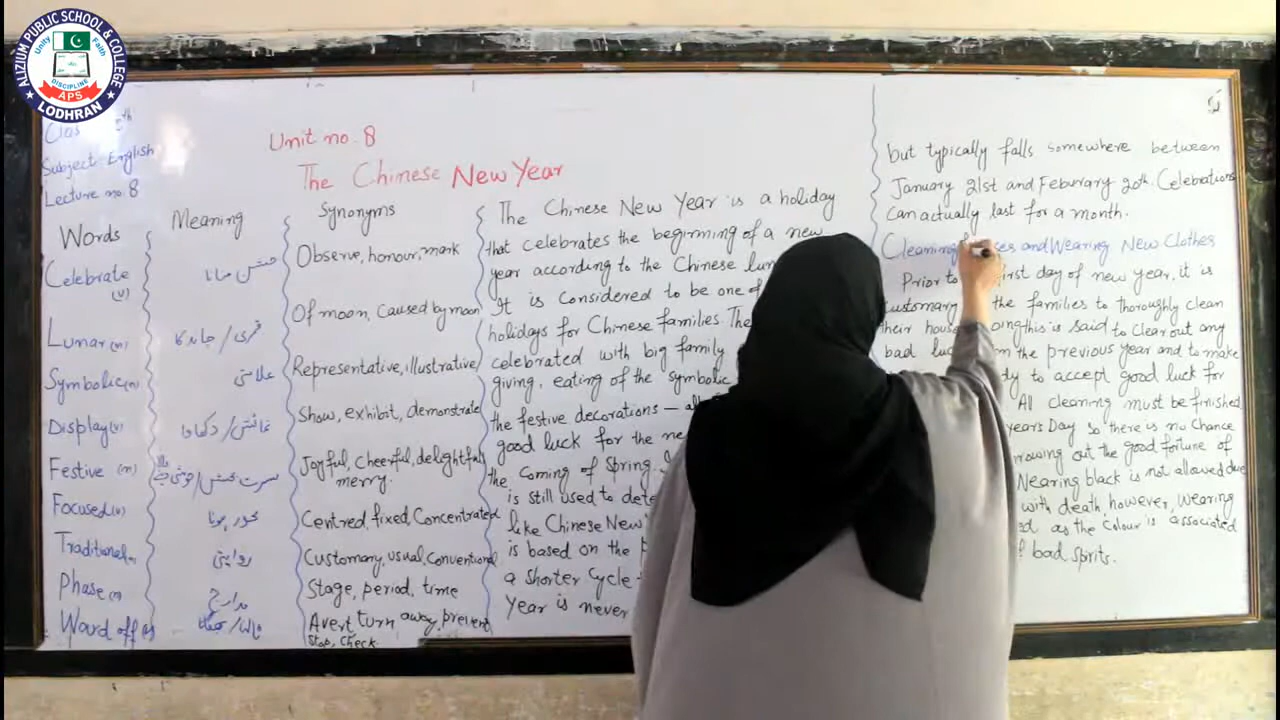 ALIZIUM PUBLIC SCHOOL & COLLEGE
Unity
Faith
DISCIPLINE
APS
LODHRAN
Clas 5th
Subject: English
Lecture no. 8
Unit no. 8
The Chinese New Year
Words
Meaning
Synonyms
Celebrate (v)
جشن منانا
Observe, honour, mark
Lunar (n)
قمری/چاند کا
Of moon, Caused by moon
Symbolic (n)
علامتی
Representative, illustrative
Display (v)
نمائش/دکھانا
Show, exhibit, demonstrate
Festive (n)
Joyful, Cheerful, delightful
merry.
Focused (v)
محور ہونا
Centred, fixed, Concentrated
Traditional
روایتی
Customary, usual, Conventional
Phase
مدارج
Stage, period, time
Ward off
Avert, turn away, prevent
Stop, Check.
The Chinese New Year is a holiday
that celebrates the beginning of a new
year according to the Chinese
It is considered to be one of
holidays for Chinese families. The
celebrated with big family
giving, eating of the symbolic
the festive decorations —
good luck for the
the coming of Spring.
is still used to
like Chinese New
is based on the
a shorter cycle
Year is never
but typically falls somewhere between
January 21st and Feburary 20th. Celebrations
can actually last for a month.
Cleaning and Wearing New Clothes
Prior to first day of new year, it is
customary the families to thoroughly clean
their this is said to clear out any
bad the previous year and to make
to accept good luck for
All cleaning must be finished
years Day so there is no Chance
out the good fortune of
Wearing black is not allowed due
with death, however, wearing
as the Colour is associated
bad spirits.